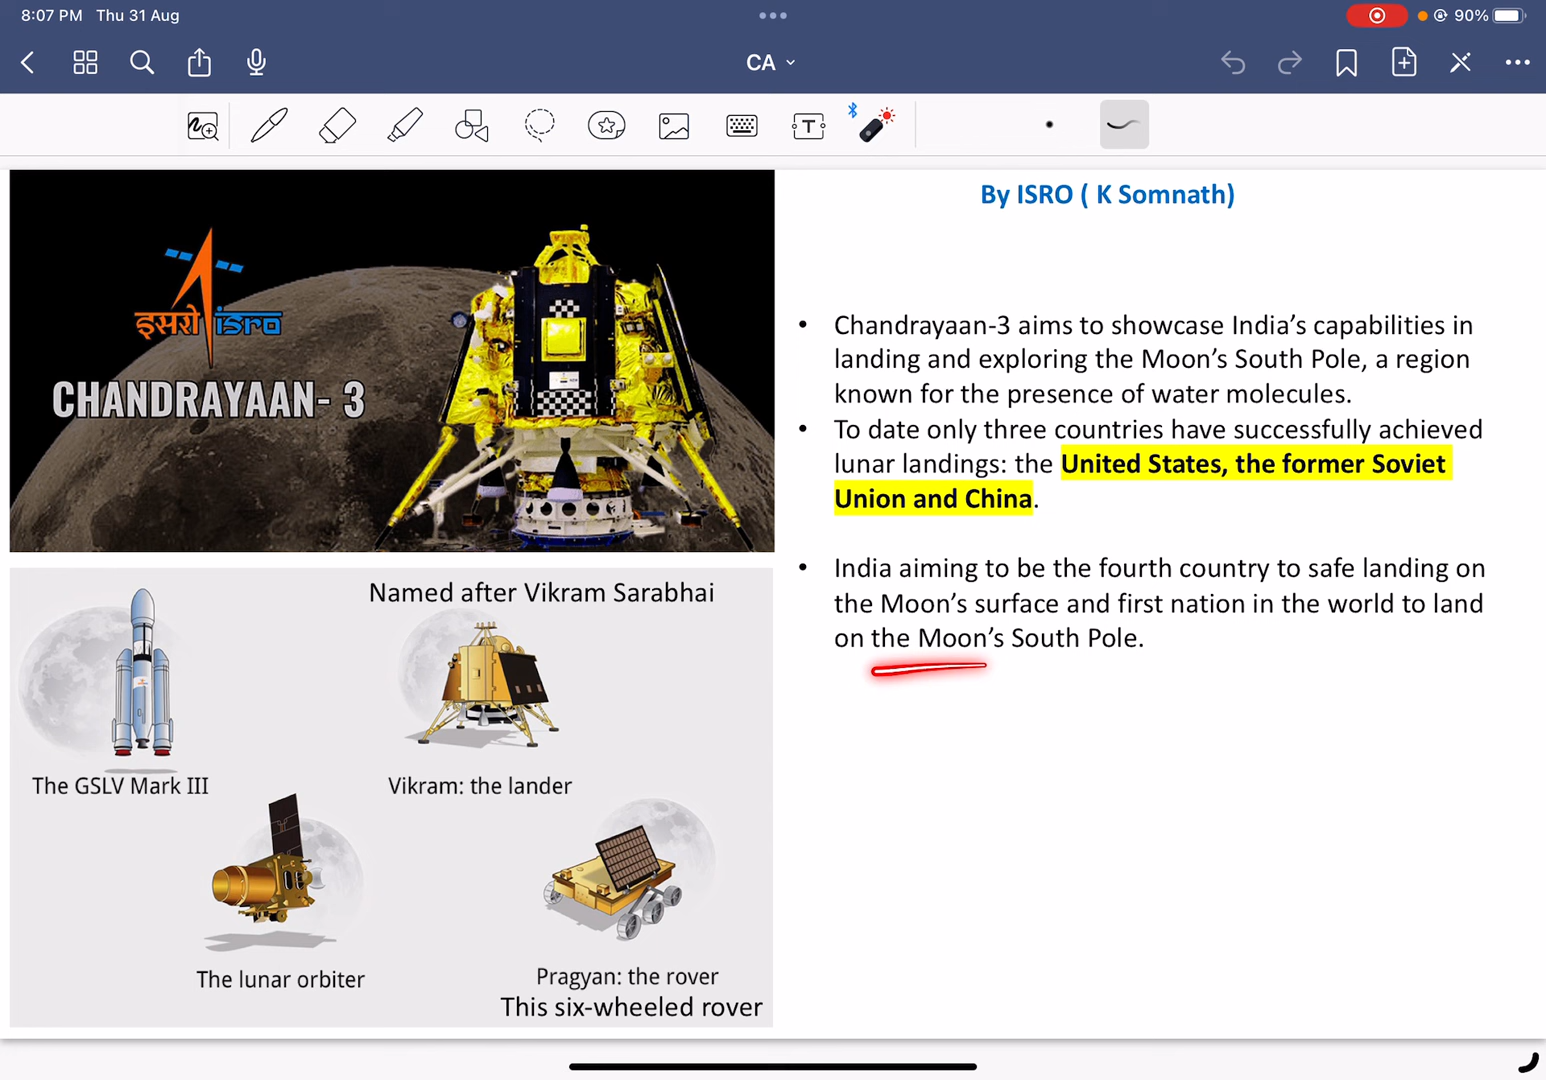 8:07 PM Thu 31 Aug
90%
CA
T
By ISRO ( K Somnath)
इसरो isro
CHANDRAYAAN- 3
• Chandrayaan-3 aims to showcase India’s capabilities in
landing and exploring the Moon’s South Pole, a region
known for the presence of water molecules.
• To date only three countries have successfully achieved
lunar landings: the United States, the former Soviet
Union and China.
• India aiming to be the fourth country to safe landing on
the Moon’s surface and first nation in the world to land
on the Moon’s South Pole.
Named after Vikram Sarabhai
The GSLV Mark III
Vikram: the lander
The lunar orbiter
Pragyan: the rover
This six-wheeled rover